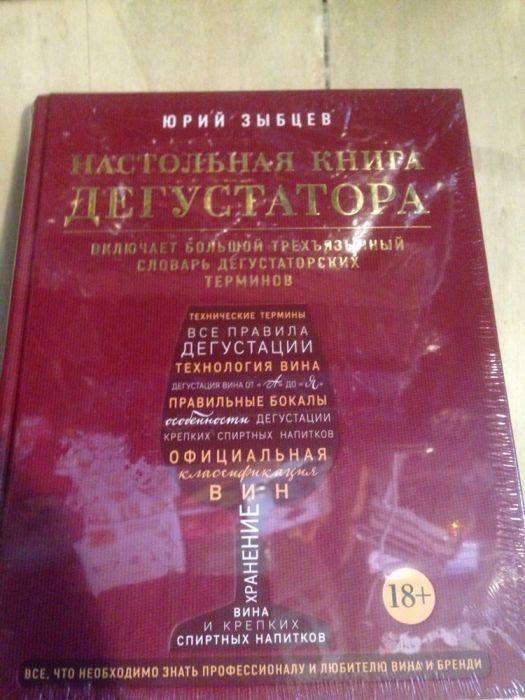 ЮРИЙ ЗЫБЦЕВ
НАСТОЛЬНАЯ КНИГА
ДЕГУСТАТОРА
ВКЛЮЧАЕТ БОЛЬШОЙ ТРЕХЪЯЗЫЧНЫЙ
СЛОВАРЬ ДЕГУСТАТОРСКИХ
ТЕРМИНОВ
ТЕХНИЧЕСКИЕ ТЕРМИНЫ
ВСЕ ПРАВИЛА
ДЕГУСТАЦИИ
ТЕХНОЛОГИЯ ВИНА
ДЕГУСТАЦИЯ ВИНА ОТ «А» ДО «Я»
ПРАВИЛЬНЫЕ БОКАЛЫ
особенности ДЕГУСТАЦИИ
КРЕПКИХ СПИРТНЫХ НАПИТКОВ
ОФИЦИАЛЬНАЯ
классификация
ВИН
ХРАНЕНИЕ
ВИНА
И КРЕПКИХ
СПИРТНЫХ НАПИТКОВ
18+
ВСЕ, ЧТО НЕОБХОДИМО ЗНАТЬ ПРОФЕССИОНАЛУ И ЛЮБИТЕЛЮ ВИНА И БРЕНДИ